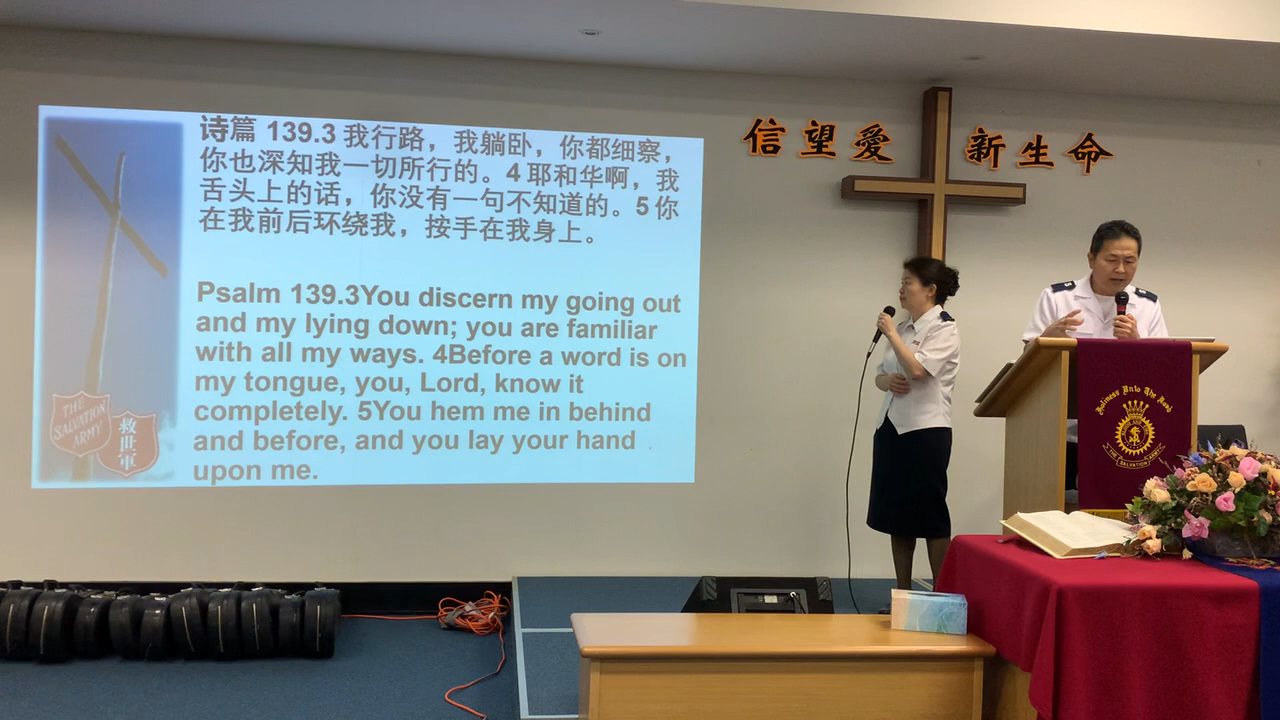 诗篇 139.3 我行路，我躺卧，你都细察，
你也深知我一切所行的。4 耶和华啊，我
舌头上的话，你没有一句不知道的。5 你
在我前后环绕我，按手在我身上。
Psalm 139.3You discern my going out
and my lying down; you are familiar
with all my ways. 4Before a word is on
my tongue, you, Lord, know it
completely. 5You hem me in behind
and before, and you lay your hand
upon me.
THE
SALVATION
ARMY
救世軍
信望愛 新生命
Holiness Unto The Lord
THE SALVATION ARMY